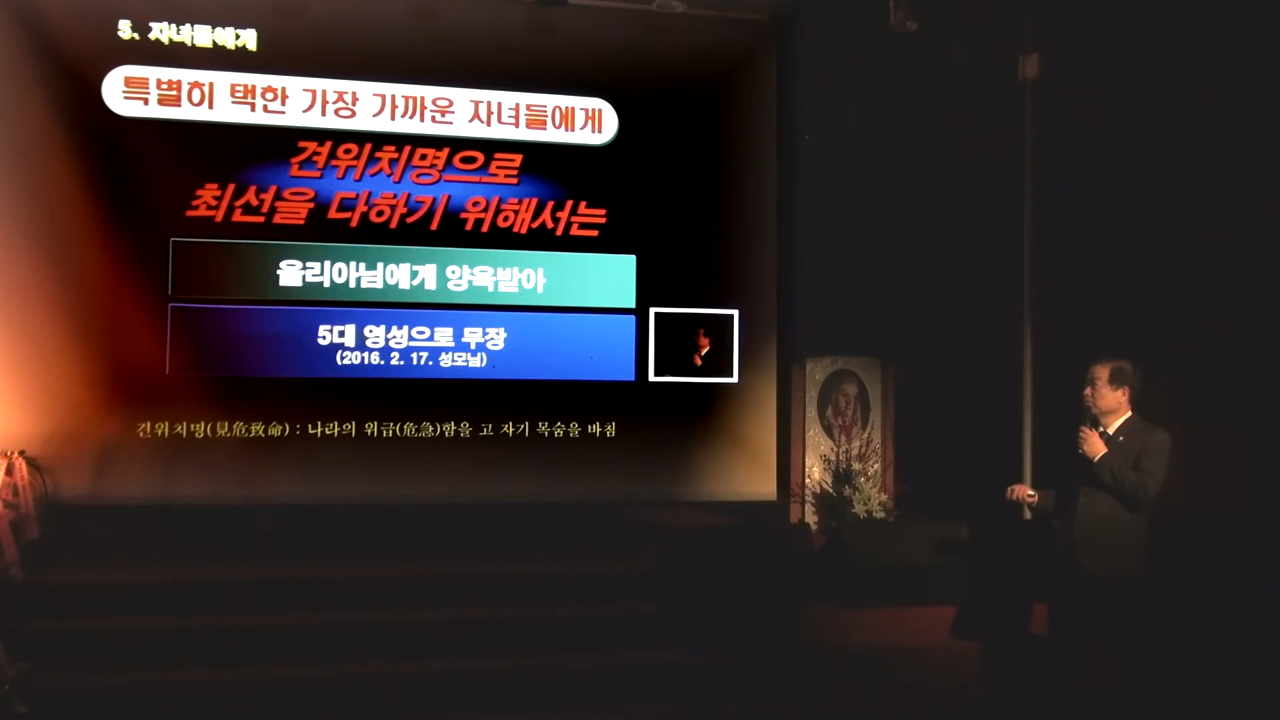 5. 자녀들에게
특별히 택한 가장 가까운 자녀들에게
견위치명으로
최선을 다하기 위해서는
율리아님에게 양육받아
5대 영성으로 무장
(2016. 2. 17. 성모님)
견위치명(見危致命) : 나라의 위급(危急)함을 고 자기 목숨을 바침